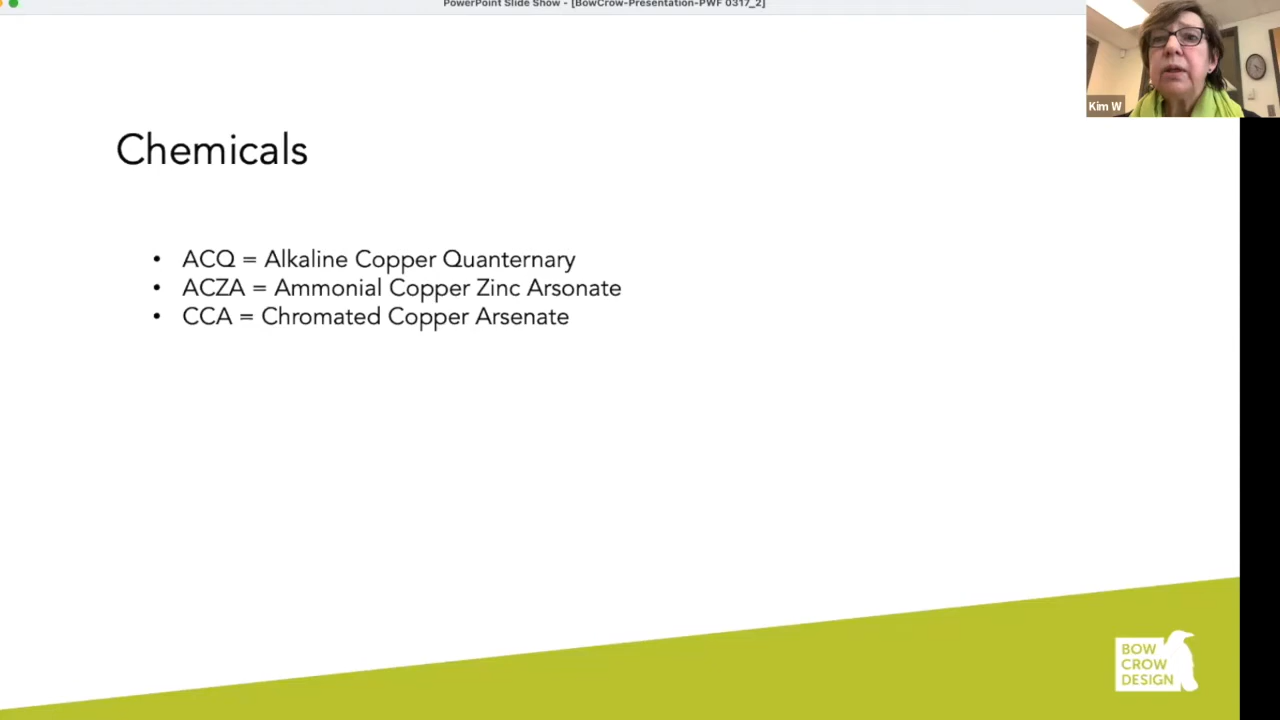 PowerPoint Slide Show - [BowCrow-Presentation-PWF 0317_2]
Kim W
Chemicals
• ACQ = Alkaline Copper Quanternary
• ACZA = Ammonial Copper Zinc Arsonate
• CCA = Chromated Copper Arsenate
BOW
CROW
DESIGN